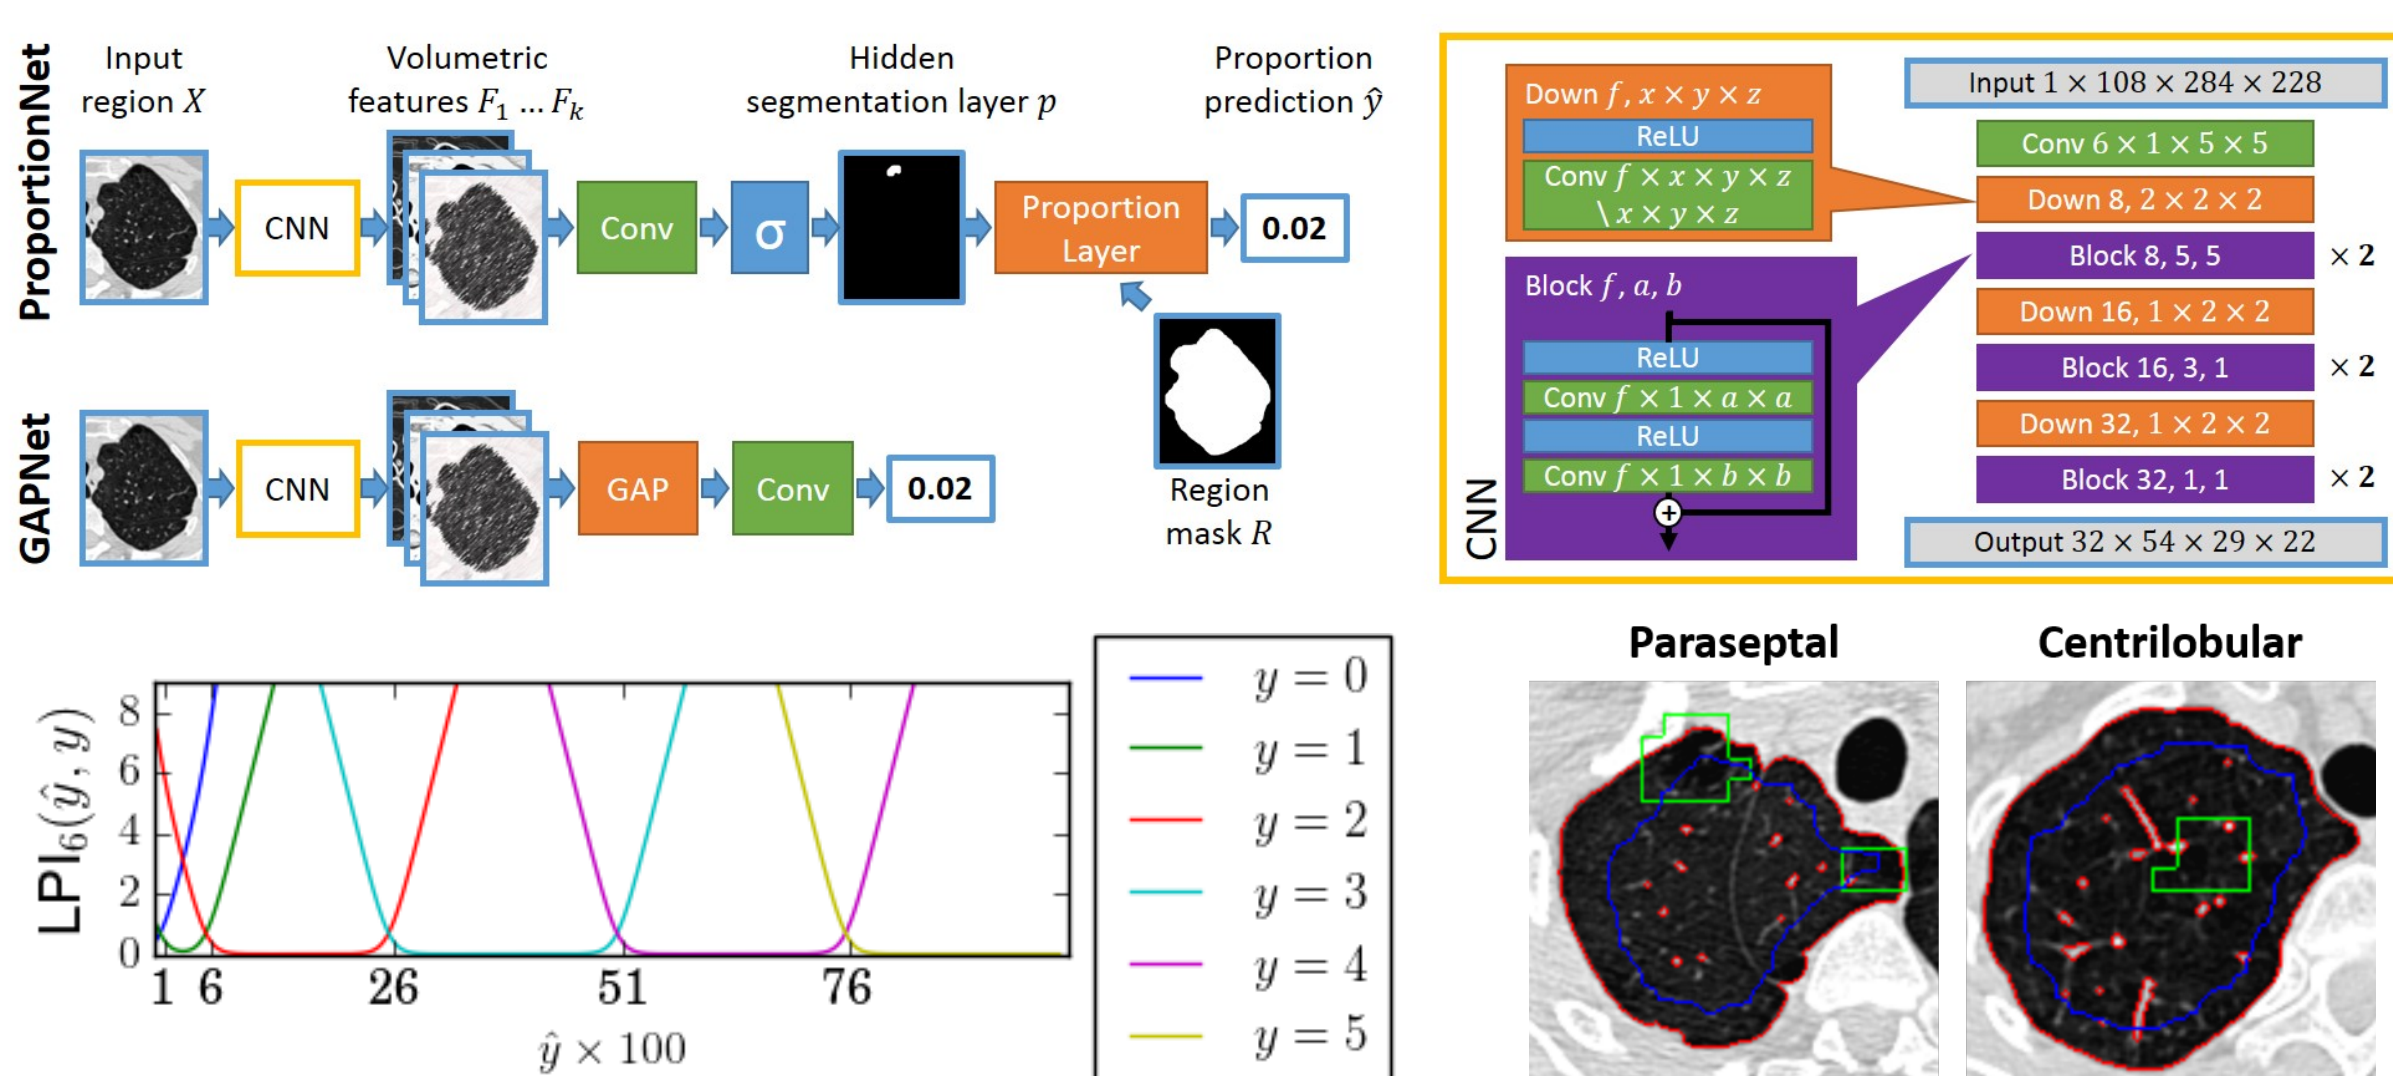 ProportionNet
Input
region X
Volumetric
features F₁ … Fₖ
Hidden
segmentation layer p
Proportion
prediction ŷ
CNN
Conv
σ
Proportion
Layer
0.02
Region
mask R
GAPNet
CNN
GAP
Conv
0.02
CNN
Down f, x × y × z
ReLU
Conv f × x × y × z
\ x × y × z
Block f, a, b
ReLU
Conv f × 1 × a × a
ReLU
Conv f × 1 × b × b
+
Input 1 × 108 × 284 × 228
Conv 6 × 1 × 5 × 5
Down 8, 2 × 2 × 2
Block 8, 5, 5 × 2
Down 16, 1 × 2 × 2
Block 16, 3, 1 × 2
Down 32, 1 × 2 × 2
Block 32, 1, 1 × 2
Output 32 × 54 × 29 × 22
LPI₆(ŷ, y)
8
6
4
2
0
1 6 26 51 76
ŷ × 100
y = 0
y = 1
y = 2
y = 3
y = 4
y = 5
Paraseptal
Centrilobular